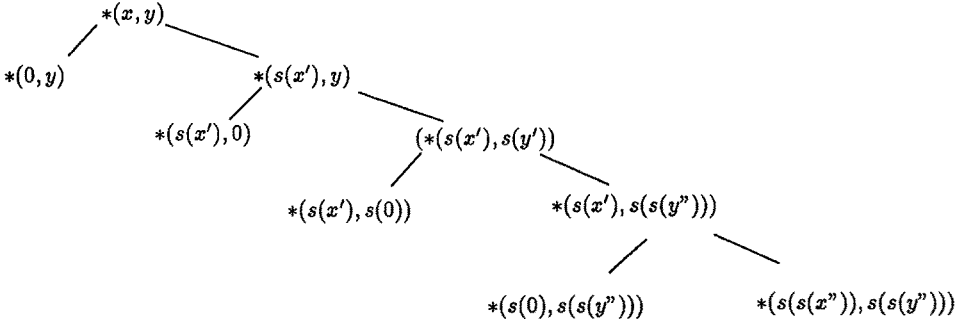 *(x, y)
*(0, y)
*(s(x'), y)
*(s(x'), 0)
(*(s(x'), s(y'))
*(s(x'), s(0))
*(s(x'), s(s(y")))
*(s(0), s(s(y")))
*(s(s(x")), s(s(y")))